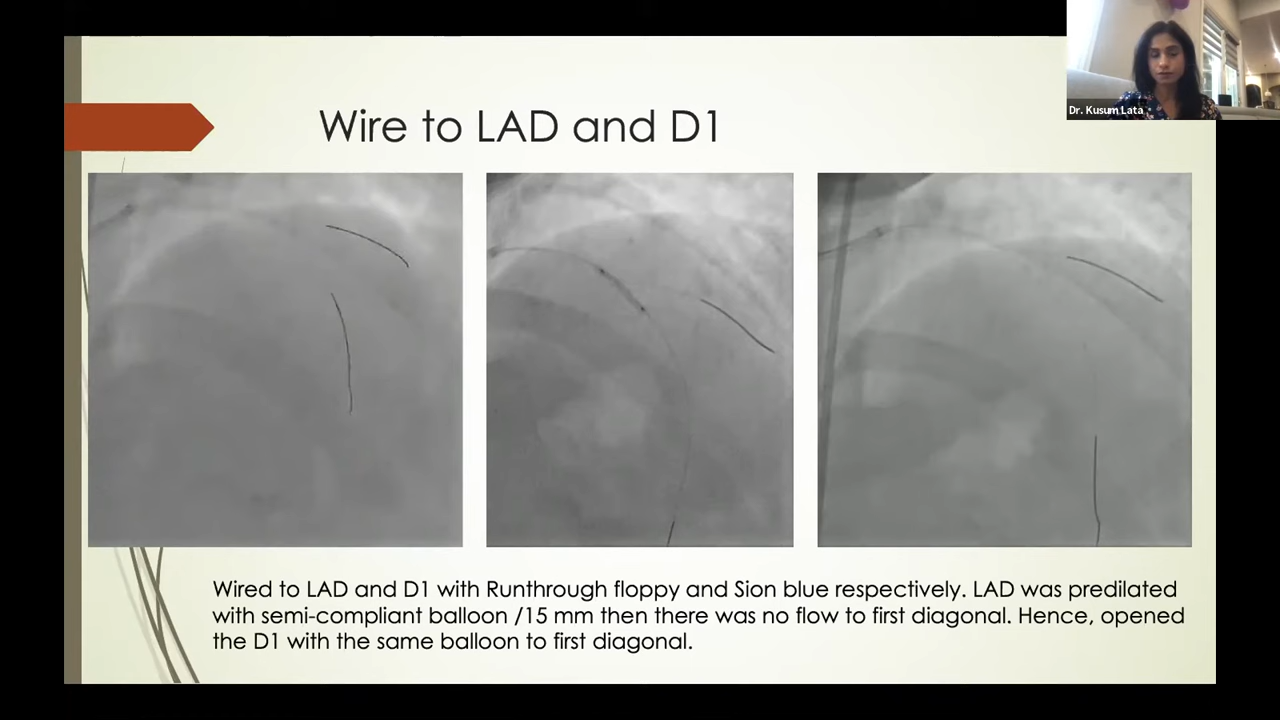 Dr. Kusum Lata
Wire to LAD and D1
Wired to LAD and D1 with Runthrough floppy and Sion blue respectively. LAD was predilated
with semi-compliant balloon /15 mm then there was no flow to first diagonal. Hence, opened
the D1 with the same balloon to first diagonal.